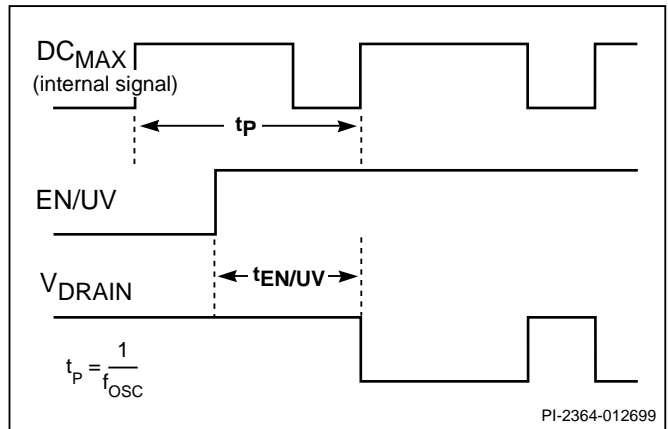 DCMAX
(internal signal)
tP
EN/UV
tEN/UV
VDRAIN
tP = 1
fOSC
PI-2364-012699